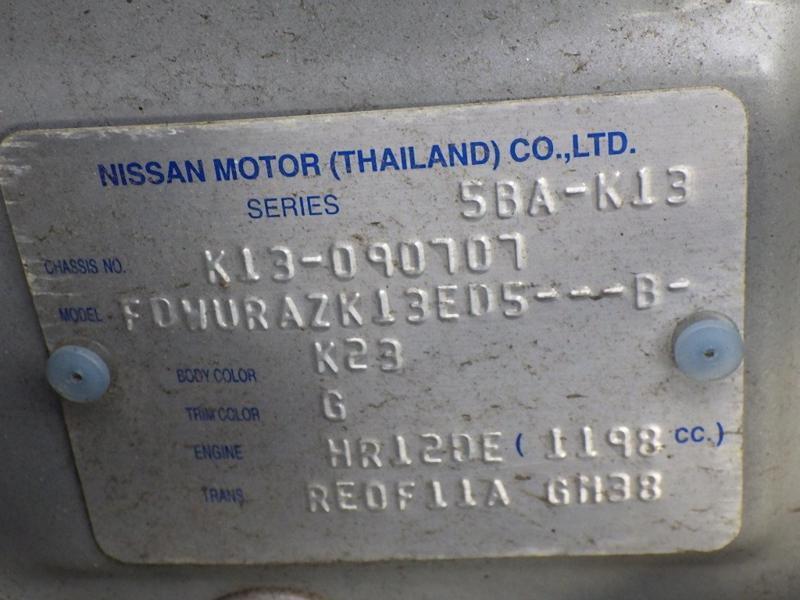 NISSAN MOTOR (THAILAND) CO.,LTD.
SERIES 5BA-K13
CHASSIS NO. K13-090707
MODEL FDWURAZK13ED5---B-
BODY COLOR K23
TRIM COLOR G
ENGINE HR12DE ( 1198 CC.)
TRANS RE0F11A GH38